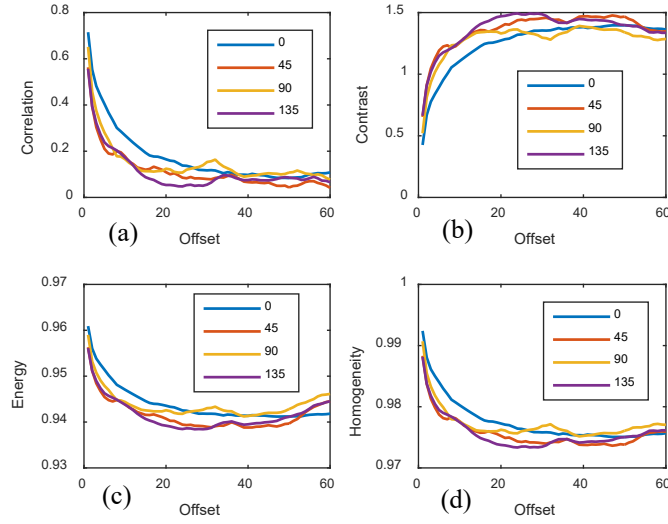 0.8
0.6
0.4
0.2
0
Correlation
0
45
90
135
0 20 40 60
Offset
(a)
1.5
1
0.5
0
Contrast
0
45
90
135
0 20 40 60
Offset
(b)
0.97
0.96
0.95
0.94
0.93
Energy
0
45
90
135
0 20 40 60
Offset
(c)
1
0.99
0.98
0.97
Homogeneity
0
45
90
135
0 20 40 60
Offset
(d)